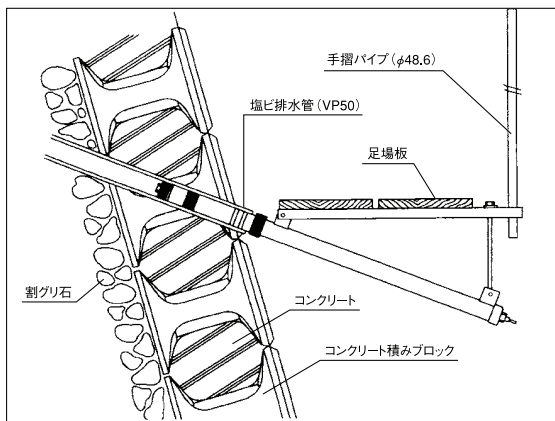 手摺パイプ(φ48.6)
塩ビ排水管(VP50)
足場板
割グリ石
コンクリート
コンクリート積みブロック